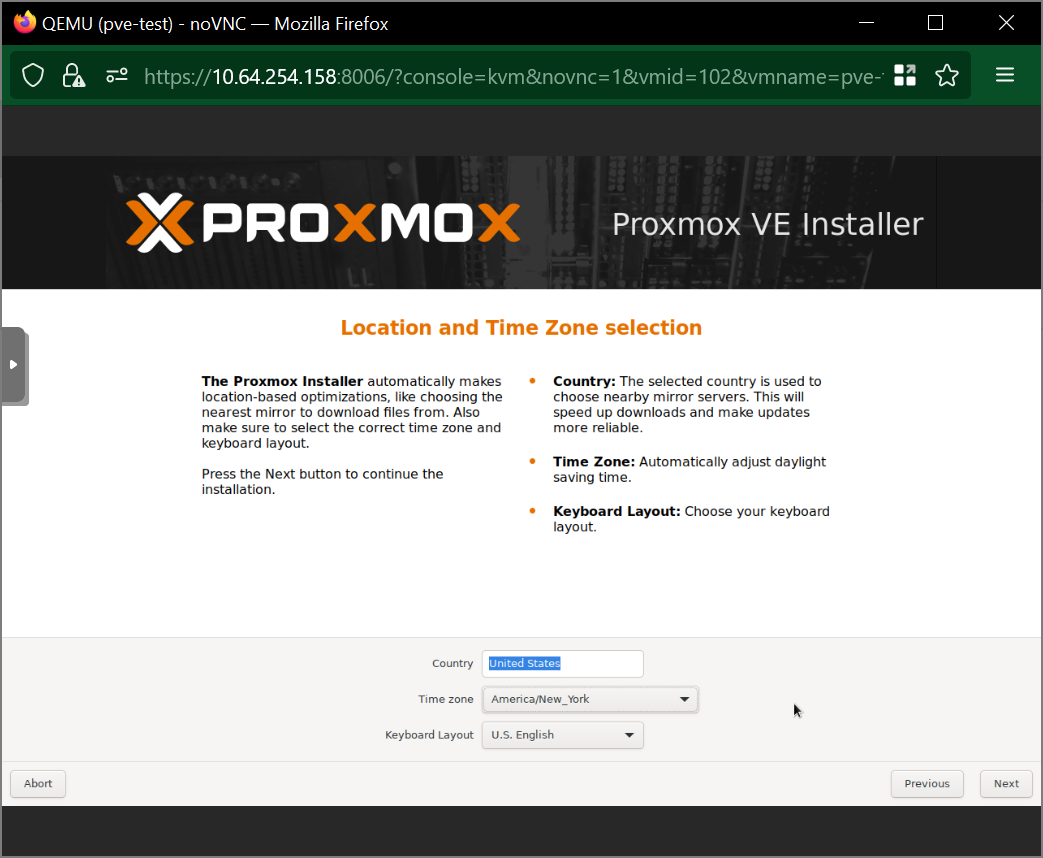 QEMU (pve-test) - noVNC — Mozilla Firefox
https://10.64.254.158:8006/?console=kvm&novnc=1&vmid=102&vmname=pve-
PROXMOX
Proxmox VE Installer
Location and Time Zone selection
The Proxmox Installer automatically makes
location-based optimizations, like choosing the
nearest mirror to download files from. Also
make sure to select the correct time zone and
keyboard layout.
Press the Next button to continue the
installation.
• Country: The selected country is used to
choose nearby mirror servers. This will
speed up downloads and make updates
more reliable.
• Time Zone: Automatically adjust daylight
saving time.
• Keyboard Layout: Choose your keyboard
layout.
Country United States
Time zone America/New_York
Keyboard Layout U.S. English
Abort Previous Next